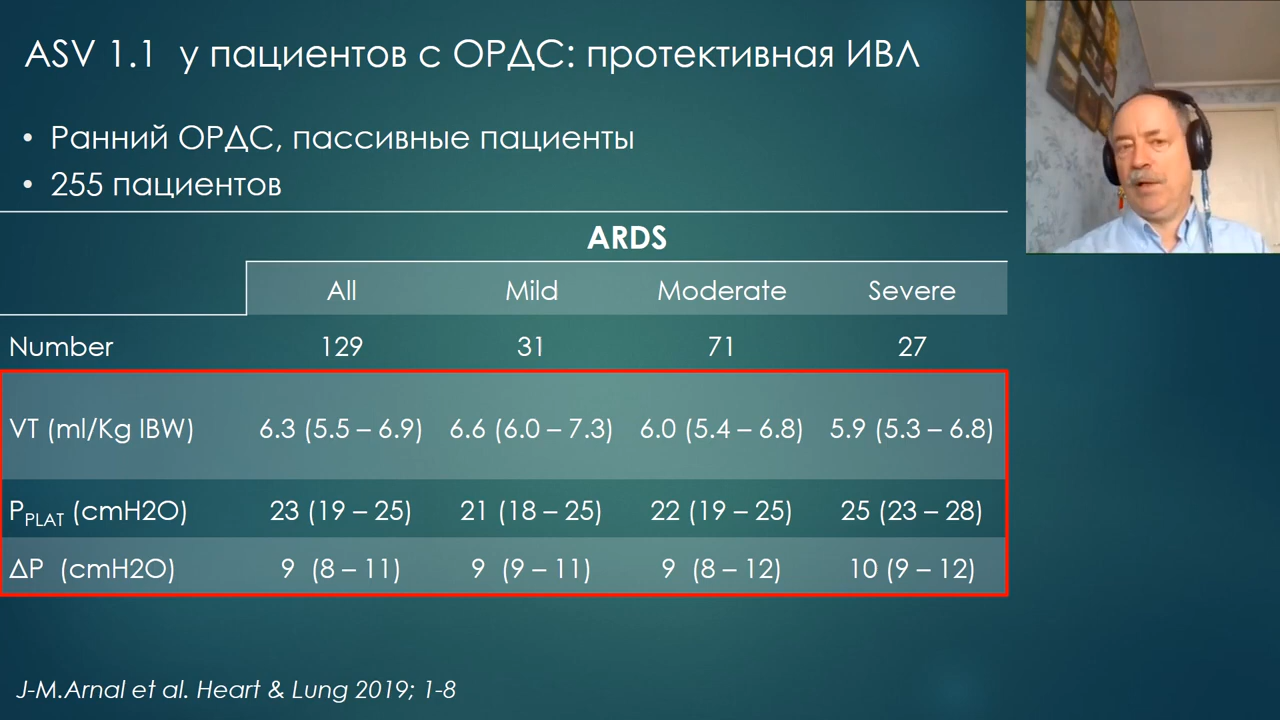 ASV 1.1 у пациентов с ОРДС: протективная ИВЛ
• Ранний ОРДС, пассивные пациенты
• 255 пациентов
ARDS
All Mild Moderate Severe
Number 129 31 71 27
VT (ml/Kg IBW) 6.3 (5.5 – 6.9) 6.6 (6.0 – 7.3) 6.0 (5.4 – 6.8) 5.9 (5.3 – 6.8)
PPLAT (cmH2O) 23 (19 – 25) 21 (18 – 25) 22 (19 – 25) 25 (23 – 28)
ΔP (cmH2O) 9 (8 – 11) 9 (9 – 11) 9 (8 – 12) 10 (9 – 12)
J-M.Arnal et al. Heart & Lung 2019; 1-8